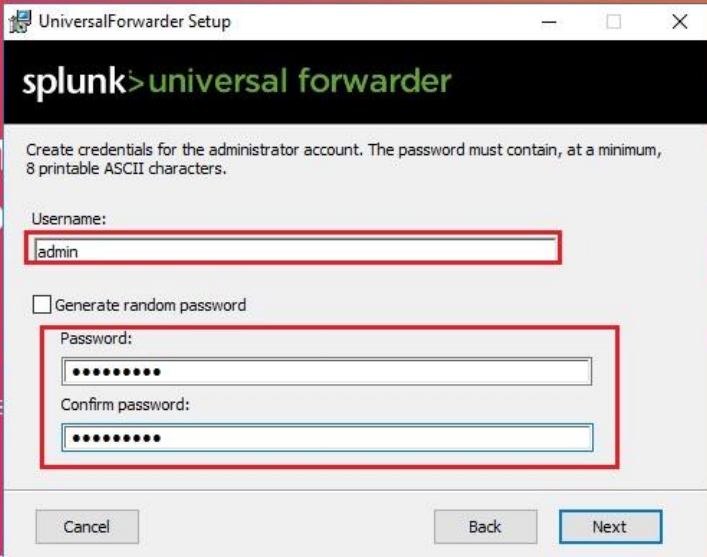 UniversalForwarder Setup
splunk>universal forwarder
Create credentials for the administrator account. The password must contain, at a minimum,
8 printable ASCII characters.
Username:
admin
Generate random password
Password:
●●●●●●●●●
Confirm password:
●●●●●●●●●
Cancel
Back
Next